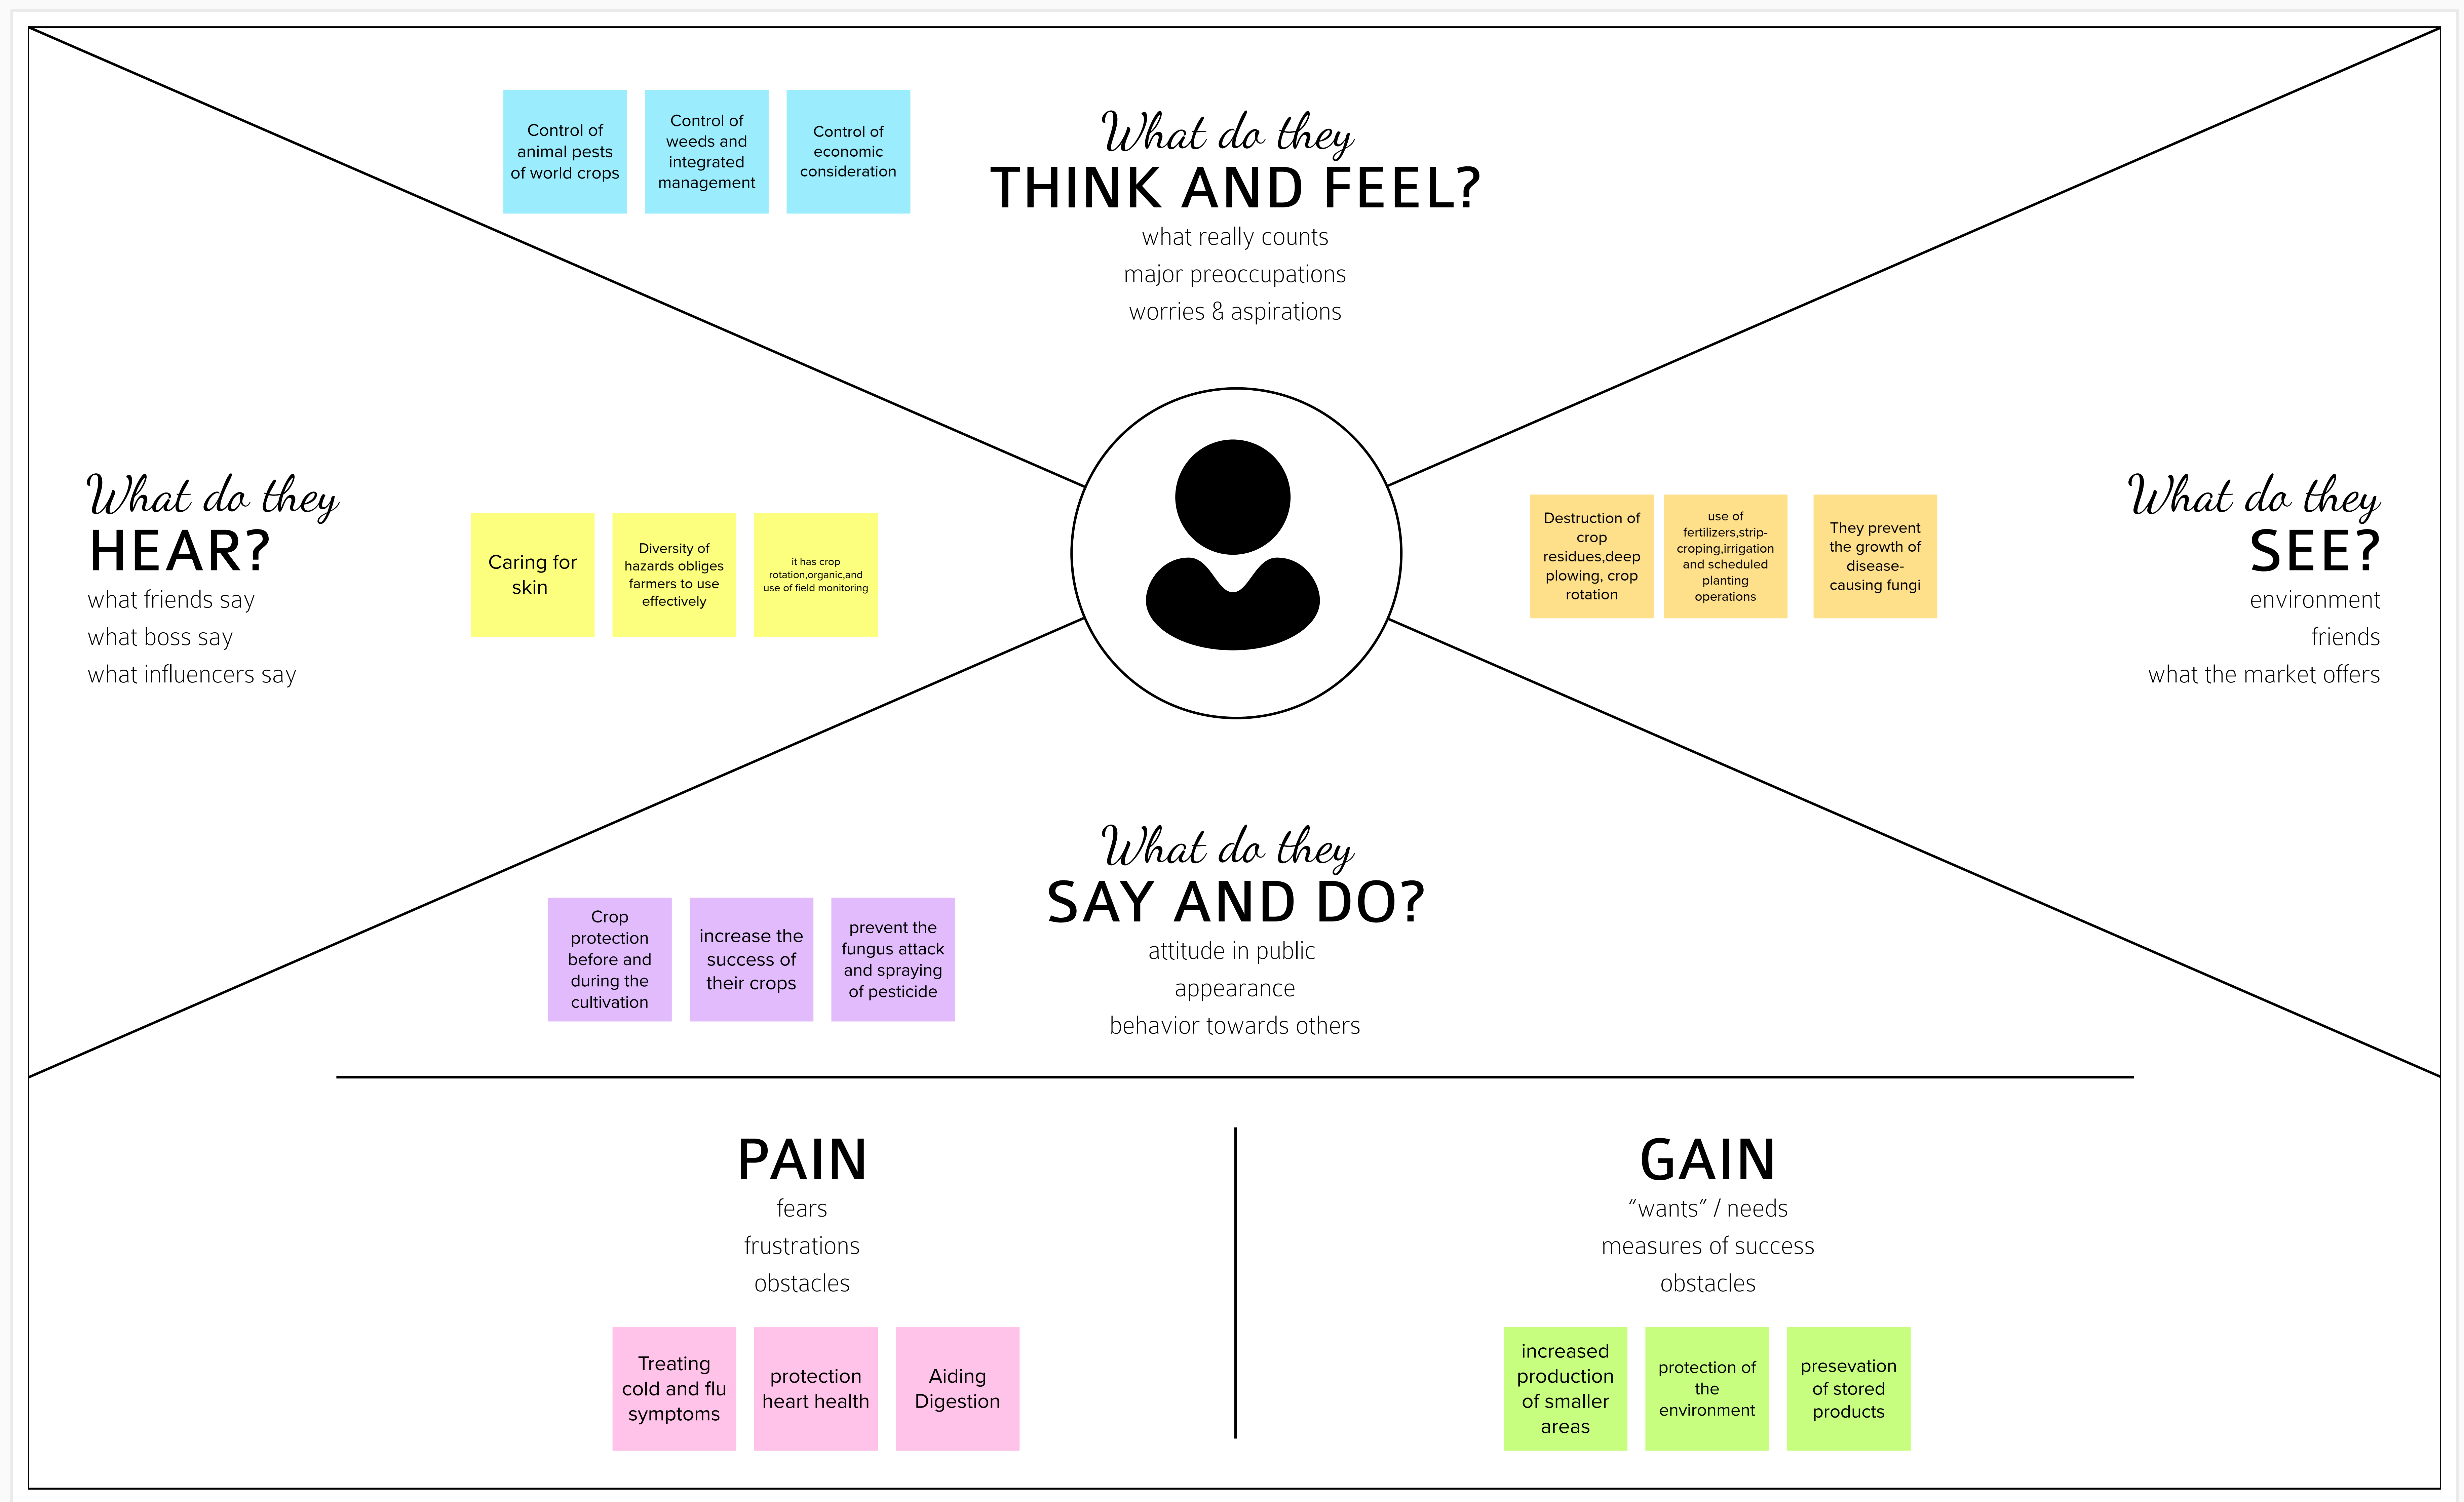 Control of
animal pests
of world crops
Control of
weeds and
integrated
management
Control of
economic
consideration
What do they
THINK AND FEEL?
what really counts
major preoccupations
worries & aspirations
What do they
HEAR?
what friends say
what boss say
what influencers say
Caring for
skin
Diversity of
hazards obliges
farmers to use
effectively
it has crop
rotation,organic,and
use of field monitoring
Destruction of
crop
residues,deep
plowing, crop
rotation
use of
fertilizers,strip-
croping,irrigation
and scheduled
planting
operations
They prevent
the growth of
disease-
causing fungi
What do they
SEE?
environment
friends
what the market offers
Crop
protection
before and
during the
cultivation
increase the
success of
their crops
prevent the
fungus attack
and spraying
of pesticide
What do they
SAY AND DO?
attitude in public
appearance
behavior towards others
PAIN
fears
frustrations
obstacles
Treating
cold and flu
symptoms
protection
heart health
Aiding
Digestion
GAIN
“wants” / needs
measures of success
obstacles
increased
production
of smaller
areas
protection of
the
environment
presevation
of stored
products